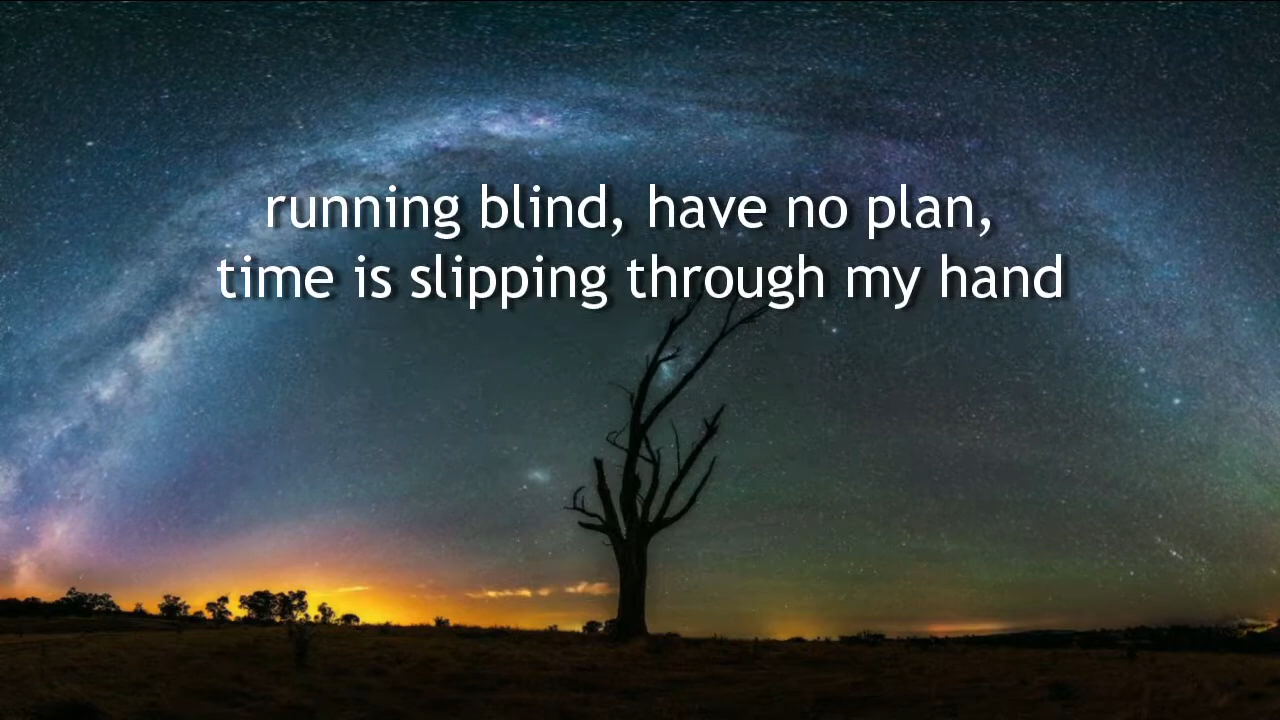 running blind, have no plan,
time is slipping through my hand